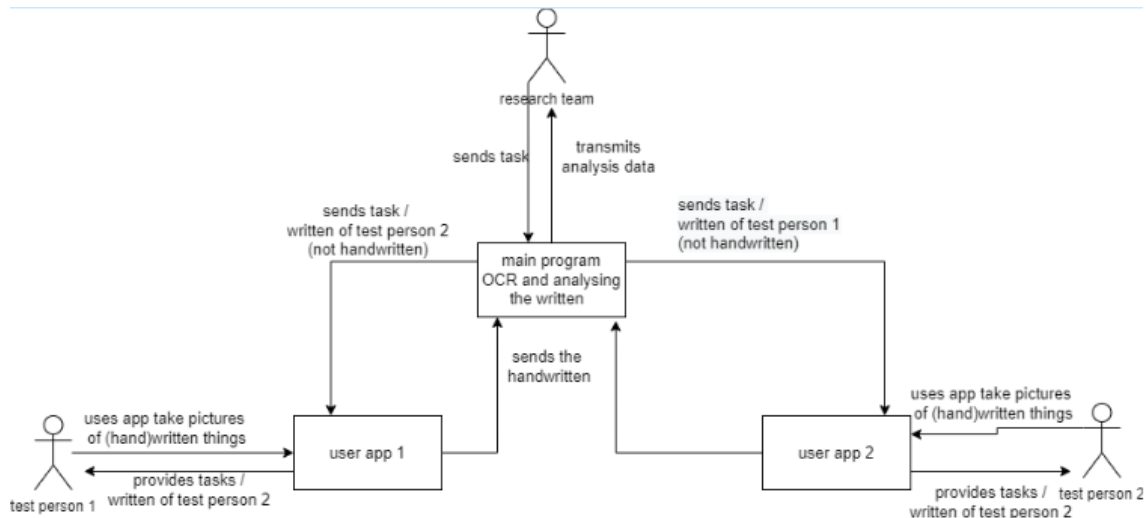 research team
sends task
transmits
analysis data
sends task /
written of test person 2
(not handwritten)
sends task /
written of test person 1
(not handwritten)
main program
OCR and analysing
the written
sends the
handwritten
uses app take pictures
of (hand)written things
user app 1
provides tasks /
written of test person 2
test person 1
uses app take pictures
of (hand)written things
user app 2
provides tasks /
written of test person 2
test person 2